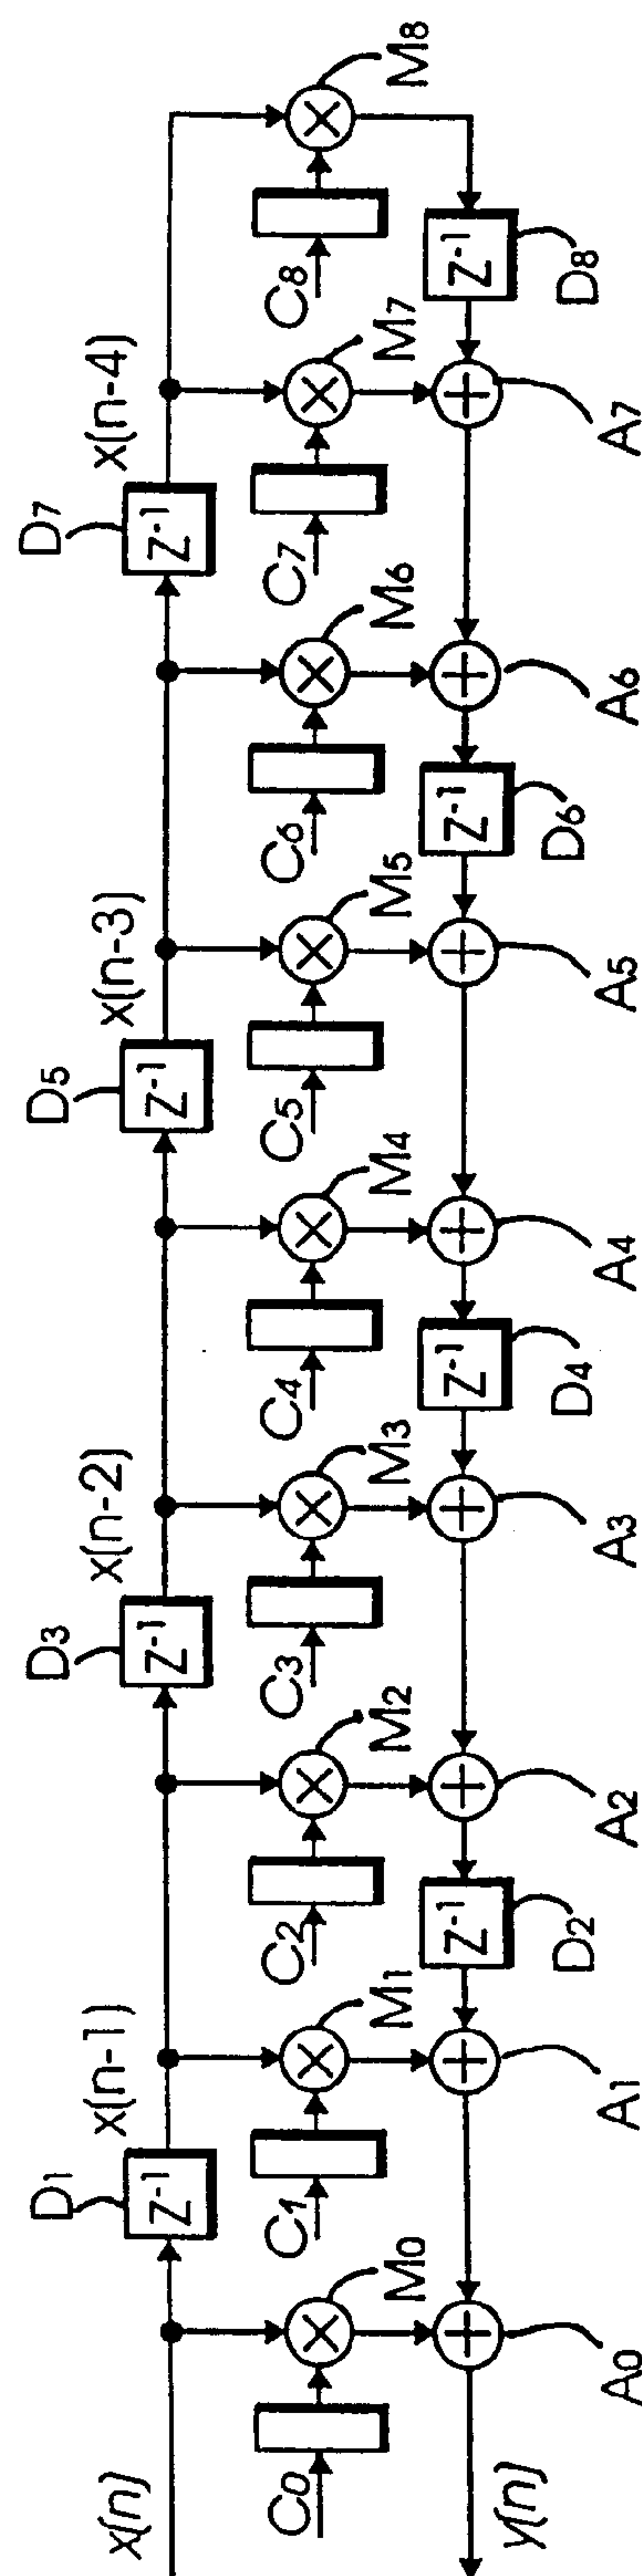 D1 D3 D5 D7
x(n) x(n-1) x(n-2) x(n-3) x(n-4)
Z-1 Z-1 Z-1 Z-1
C0 C1 C2 C3 C4 C5 C6 C7 C8
M0 M1 M2 M3 M4 M5 M6 M7 M8
Z-1 Z-1 Z-1 Z-1
y(n)
D2 D4 D6 D8
A0 A1 A2 A3 A4 A5 A6 A7